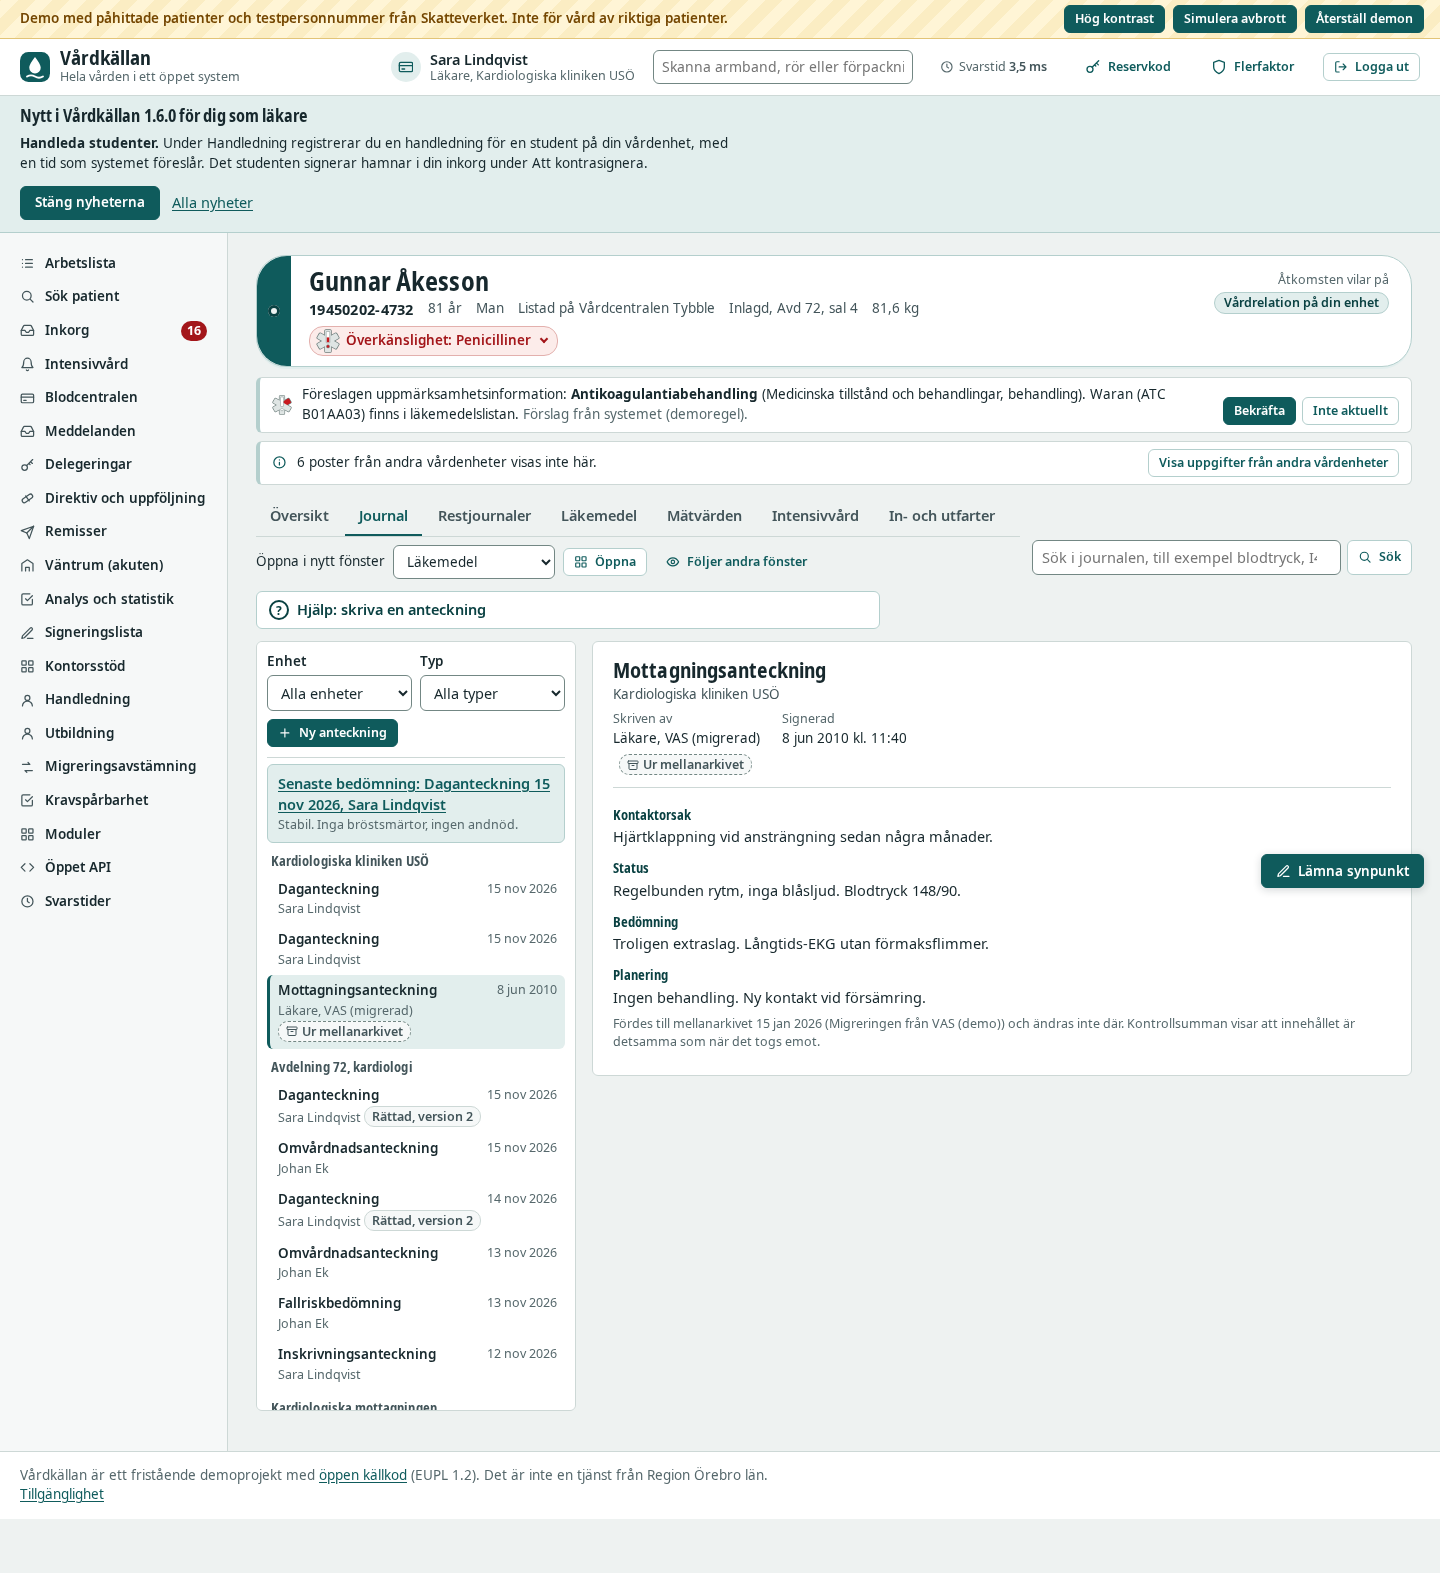 Demo med påhittade patienter och testpersonnummer från Skatteverket. Inte för vård av riktiga patienter.
Hög kontrast
Simulera avbrott
Återställ demon
Vårdkällan
Hela vården i ett öppet system
Sara Lindqvist
Läkare, Kardiologiska kliniken USÖ
Skanna armband, rör eller förpackni
Svarstid 3,5 ms
Reservkod
Flerfaktor
Logga ut
Nytt i Vårdkällan 1.6.0 för dig som läkare
Handleda studenter. Under Handledning registrerar du en handledning för en student på din vårdenhet, med
en tid som systemet föreslår. Det studenten signerar hamnar i din inkorg under Att kontrasignera.
Stäng nyheterna
Alla nyheter
Arbetslista
Sök patient
Inkorg 16
Intensivvård
Blodcentralen
Meddelanden
Delegeringar
Direktiv och uppföljning
Remisser
Väntrum (akuten)
Analys och statistik
Signeringslista
Kontorsstöd
Handledning
Utbildning
Migreringsavstämning
Kravspårbarhet
Moduler
Öppet API
Svarstider
Gunnar Åkesson
19450202-4732 81 år Man Listad på Vårdcentralen Tybble Inlagd, Avd 72, sal 4 81,6 kg
Överkänslighet: Penicilliner
Åtkomsten vilar på
Vårdrelation på din enhet
Föreslagen uppmärksamhetsinformation: Antikoagulantiabehandling (Medicinska tillstånd och behandlingar, behandling). Waran (ATC
B01AA03) finns i läkemedelslistan. Förslag från systemet (demoregel).
Bekräfta
Inte aktuellt
6 poster från andra vårdenheter visas inte här.
Visa uppgifter från andra vårdenheter
Översikt
Journal
Restjournaler
Läkemedel
Mätvärden
Intensivvård
In- och utfarter
Öppna i nytt fönster
Läkemedel
Öppna
Följer andra fönster
Sök i journalen, till exempel blodtryck, I4
Sök
? Hjälp: skriva en anteckning
Enhet
Typ
Alla enheter
Alla typer
Ny anteckning
Senaste bedömning: Daganteckning 15
nov 2026, Sara Lindqvist
Stabil. Inga bröstsmärtor, ingen andnöd.
Kardiologiska kliniken USÖ
Daganteckning 15 nov 2026
Sara Lindqvist
Daganteckning 15 nov 2026
Sara Lindqvist
Mottagningsanteckning 8 jun 2010
Läkare, VAS (migrerad)
Ur mellanarkivet
Avdelning 72, kardiologi
Daganteckning 15 nov 2026
Sara Lindqvist Rättad, version 2
Omvårdnadsanteckning 15 nov 2026
Johan Ek
Daganteckning 14 nov 2026
Sara Lindqvist Rättad, version 2
Omvårdnadsanteckning 13 nov 2026
Johan Ek
Fallriskbedömning 13 nov 2026
Johan Ek
Inskrivningsanteckning 12 nov 2026
Sara Lindqvist
Kardiologiska mottagningen
Mottagningsanteckning
Kardiologiska kliniken USÖ
Skriven av
Signerad
Läkare, VAS (migrerad)
8 jun 2010 kl. 11:40
Ur mellanarkivet
Kontaktorsak
Hjärtklappning vid ansträngning sedan några månader.
Status
Regelbunden rytm, inga blåsljud. Blodtryck 148/90.
Bedömning
Troligen extraslag. Långtids-EKG utan förmaksflimmer.
Planering
Ingen behandling. Ny kontakt vid försämring.
Fördes till mellanarkivet 15 jan 2026 (Migreringen från VAS (demo)) och ändras inte där. Kontrollsumman visar att innehållet är
detsamma som när det togs emot.
Lämna synpunkt
Vårdkällan är ett fristående demoprojekt med öppen källkod (EUPL 1.2). Det är inte en tjänst från Region Örebro län.
Tillgänglighet